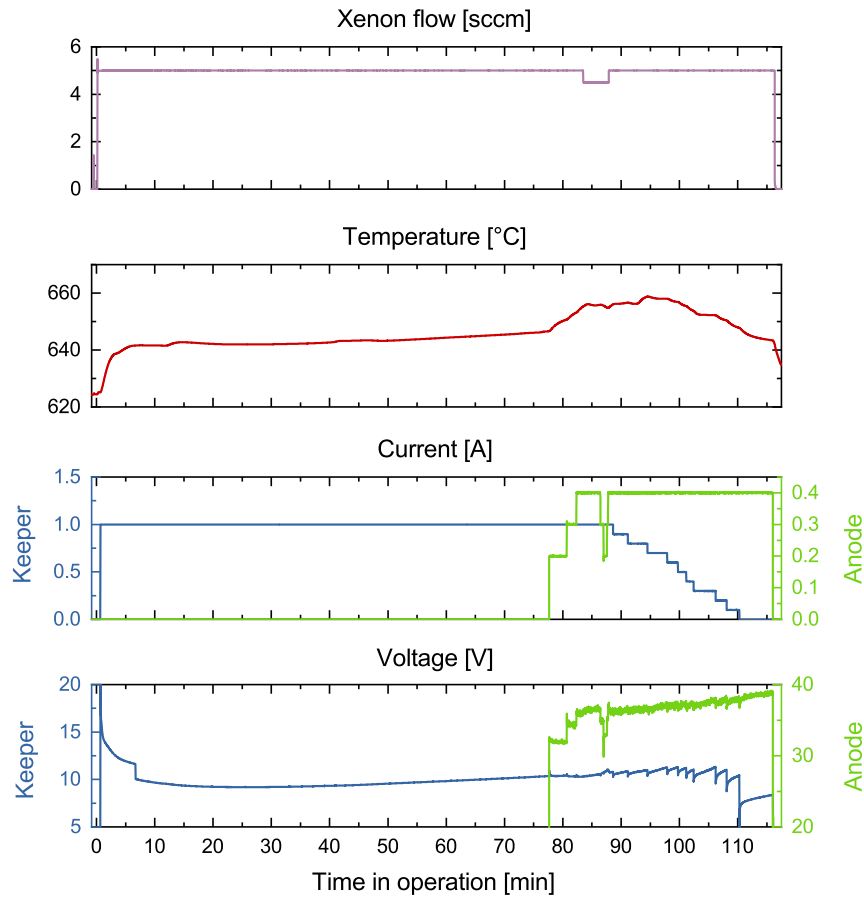 Xenon flow [sccm]
6
4
2
0
Temperature [°C]
660
640
620
Current [A]
1.5
1.0
0.5
0.0
Keeper
0.4
0.3
0.2
0.1
0.0
Anode
Voltage [V]
20
15
10
5
Keeper
40
30
20
Anode
0 10 20 30 40 50 60 70 80 90 100 110
Time in operation [min]